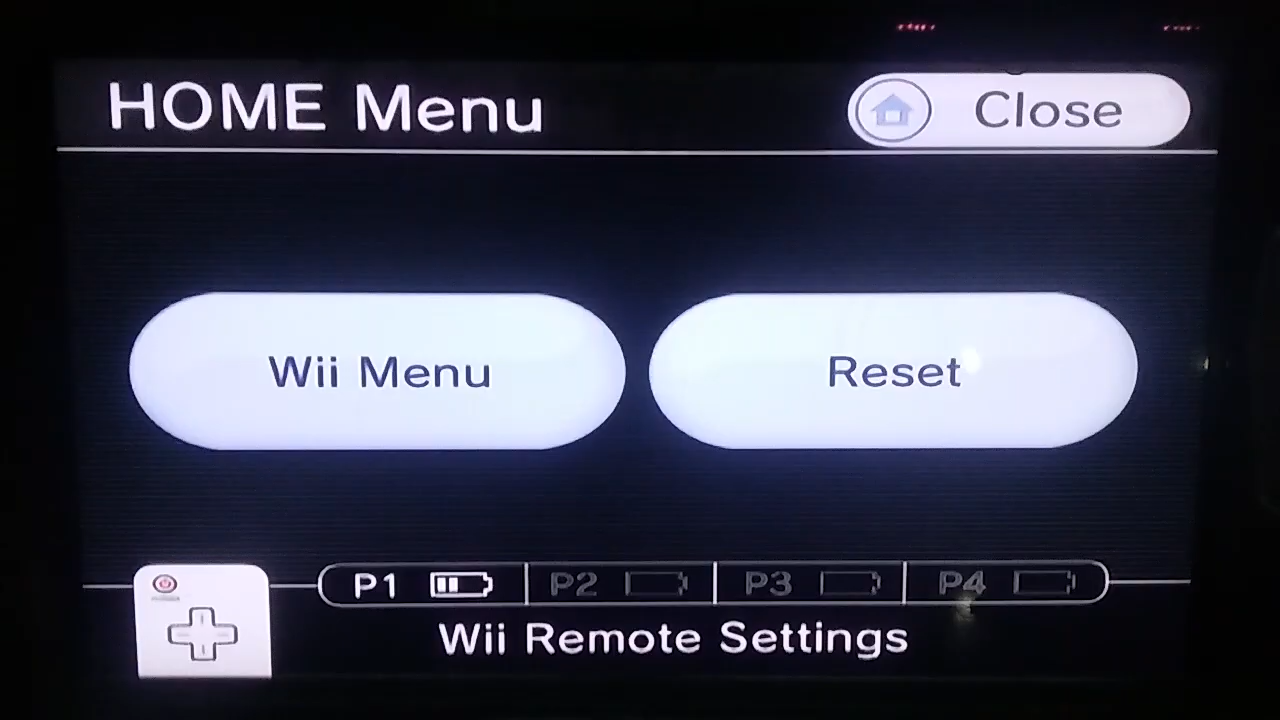 HOME Menu
Close
Wii Menu
Reset
P1 P2 P3 P4
Wii Remote Settings